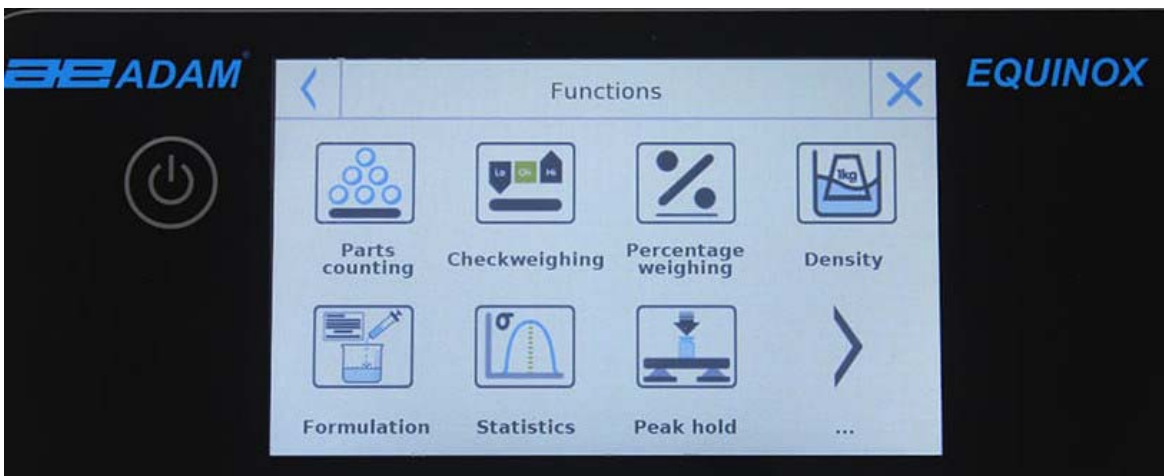 ADAM®
EQUINOX
Functions
Lo OK Hi
1kg
Parts
counting
Checkweighing
Percentage
weighing
Density
σ
Formulation
Statistics
Peak hold
...